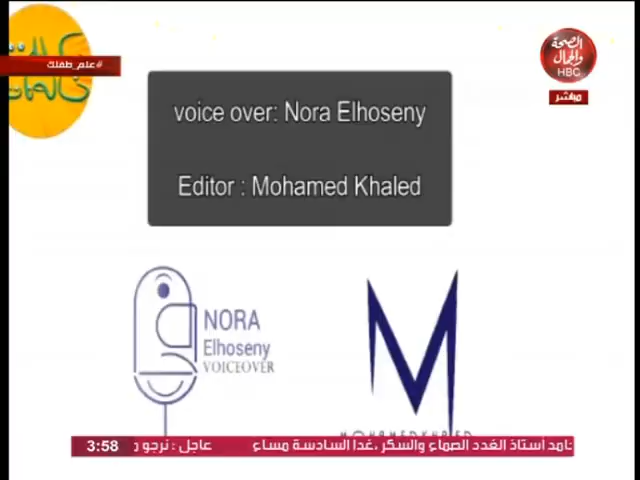 #علم_طفلك
الصحة
والجمال
HBC
مباشر
voice over: Nora Elhoseny
Editor : Mohamed Khaled
NORA
Elhoseny
VOICEOVER
M
3:58
عاجل : نرجو
حامد أستاذ الغدد الصماء والسكر ،غدا السادسة مساء